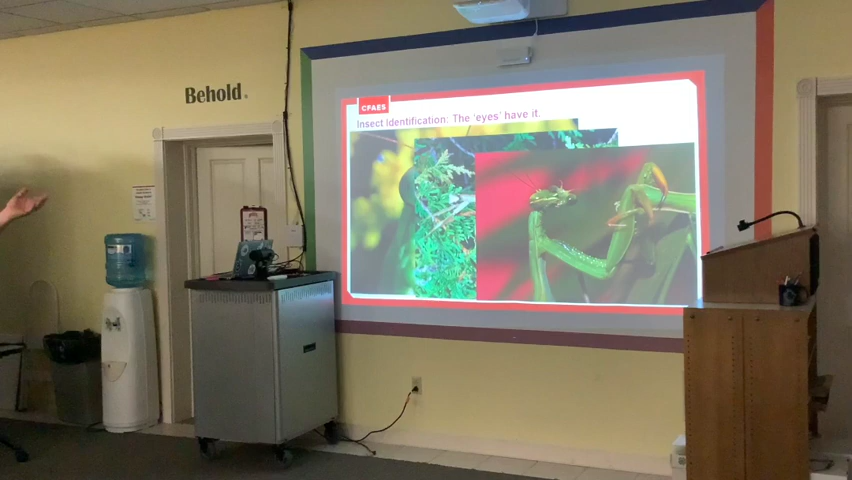 Behold.
CFAES
Insect Identification: The 'eyes' have it.